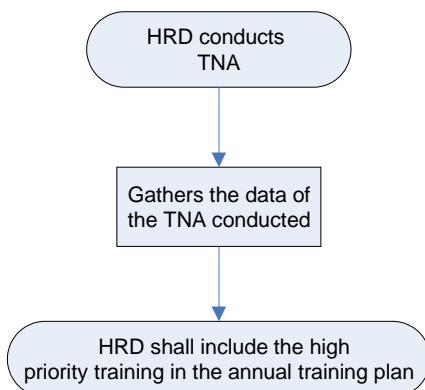 HRD conducts
TNA
Gathers the data of
the TNA conducted
HRD shall include the high
priority training in the annual training plan